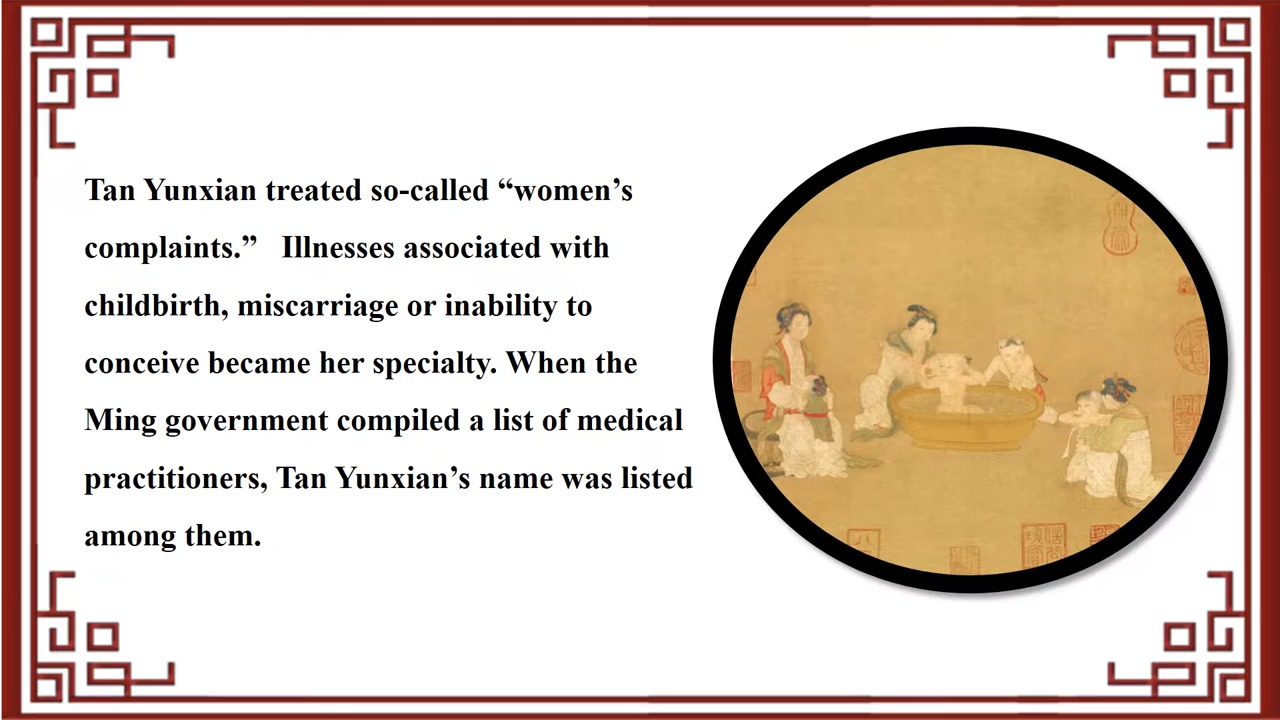 Tan Yunxian treated so-called “women’s
complaints.”   Illnesses associated with
childbirth, miscarriage or inability to
conceive became her specialty. When the
Ming government compiled a list of medical
practitioners, Tan Yunxian’s name was listed
among them.